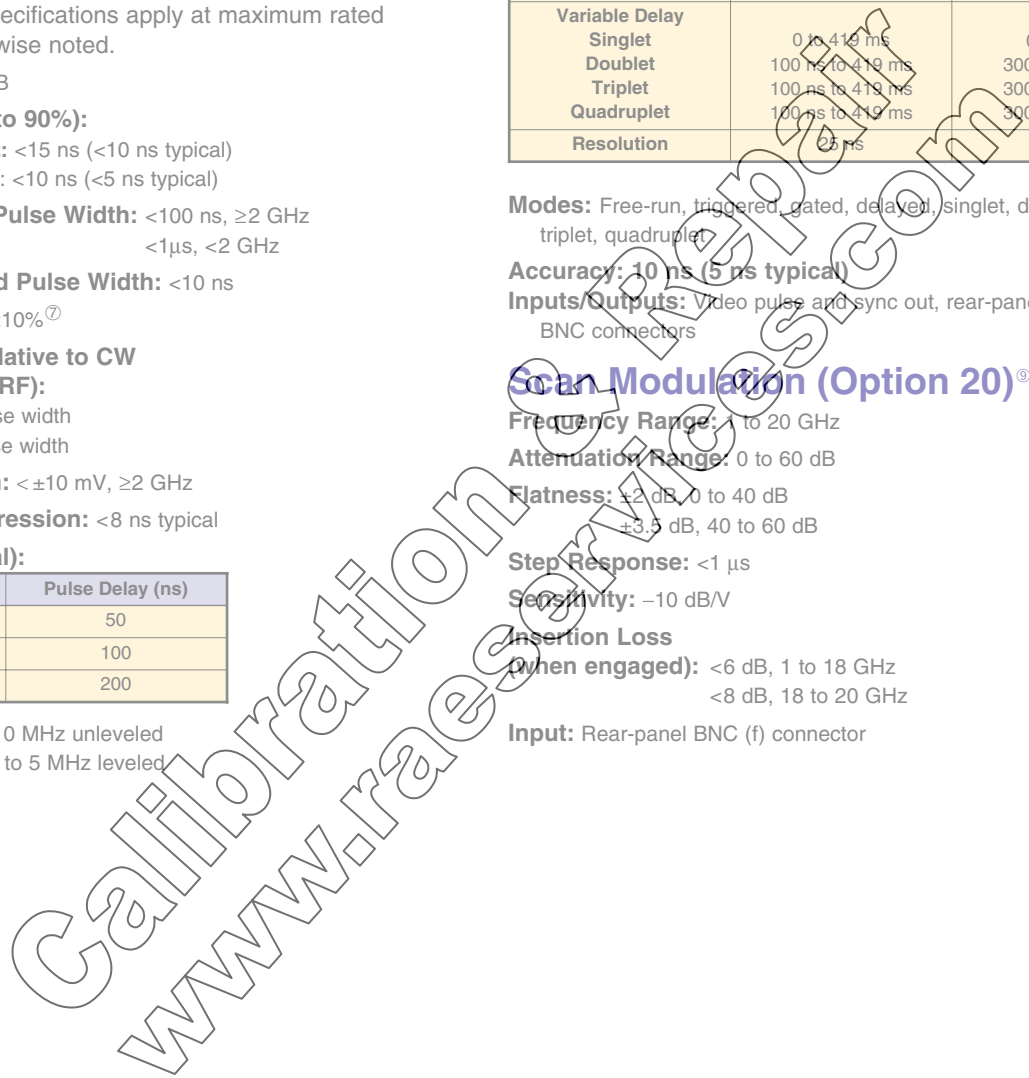 ecifications apply at maximum rated
wise noted.
B
to 90%):
: <15 ns (<10 ns typical)
: <10 ns (<5 ns typical)
Pulse Width: <100 ns, ≥2 GHz
<1μs, <2 GHz
d Pulse Width: <10 ns
10%⑦
lative to CW
RF):
se width
e width
: < ±10 mV, ≥2 GHz
ression: <8 ns typical
al):
Pulse Delay (ns)
50
100
200
0 MHz unleveled
to 5 MHz leveled
Variable Delay
Singlet 0 to 419 ms
Doublet 100 ns to 419 ms 300
Triplet 100 ns to 419 ms 300
Quadruplet 100 ns to 419 ms 300
Resolution 25 ns
Modes: Free-run, triggered, gated, delayed, singlet, d
triplet, quadruplet
Accuracy: 10 ns (5 ns typical)
Inputs/Outputs: Video pulse and sync out, rear-pane
BNC connectors
Scan Modulation (Option 20)⑨
Frequency Range: 1 to 20 GHz
Attenuation Range: 0 to 60 dB
Flatness: ±2 dB, 0 to 40 dB
±3.5 dB, 40 to 60 dB
Step Response: <1 μs
Sensitivity: –10 dB/V
Insertion Loss
(when engaged): <6 dB, 1 to 18 GHz
<8 dB, 18 to 20 GHz
Input: Rear-panel BNC (f) connector
Calibration & Repair
www.raeservices.com